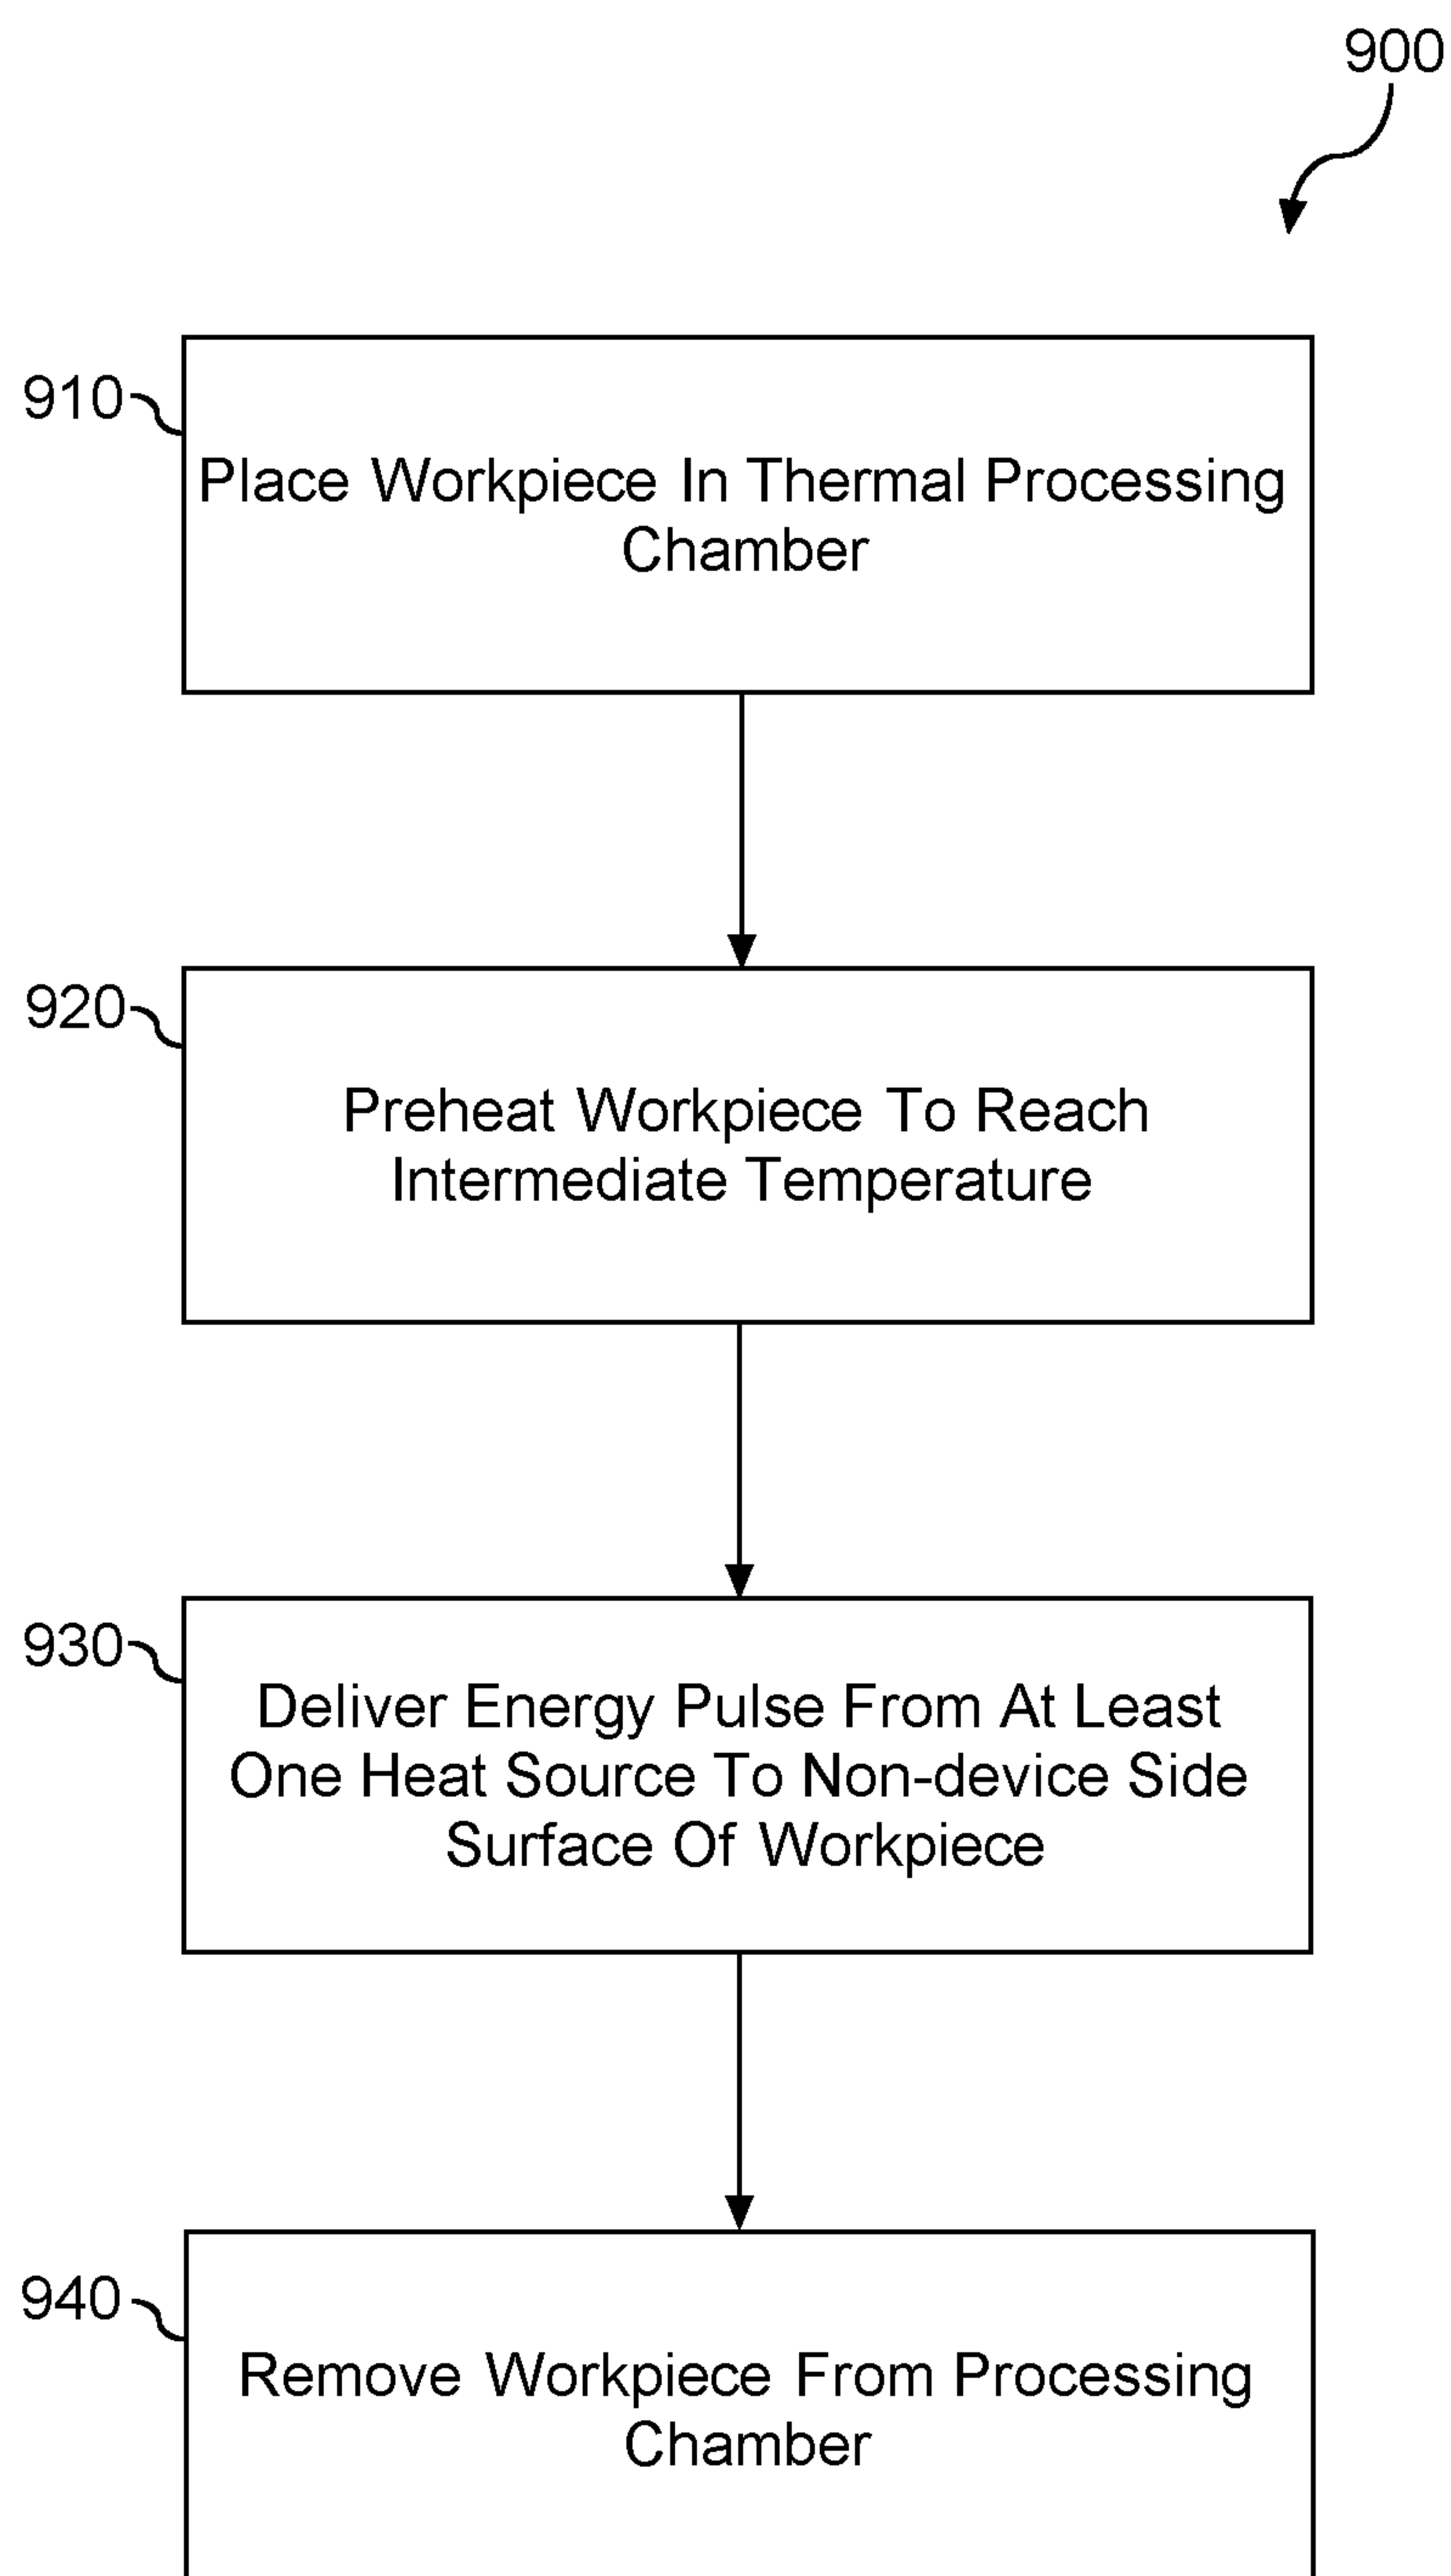 900
910
Place Workpiece In Thermal Processing
Chamber
920
Preheat Workpiece To Reach
Intermediate Temperature
930
Deliver Energy Pulse From At Least
One Heat Source To Non-device Side
Surface Of Workpiece
940
Remove Workpiece From Processing
Chamber